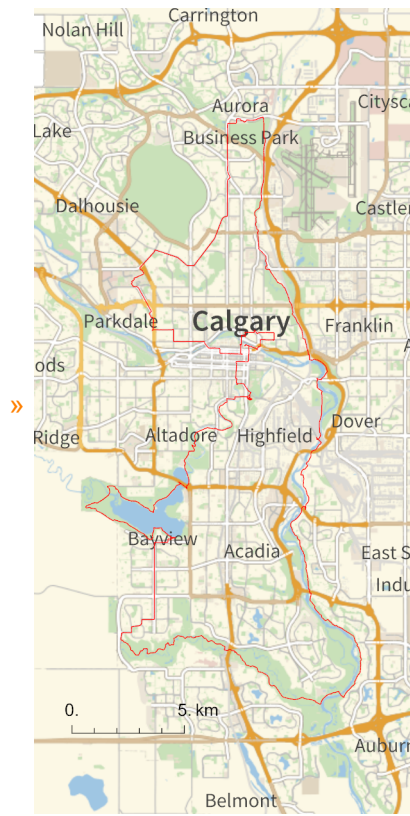 Carrington
Nolan Hill
Aurora
Citysca
Lake
Business Park
Dalhousie
Castler
Calgary
Parkdale
Franklin
ods
A
»
Dover
Ridge
Altadore
Highfield
Bayview
Acadia
East S
Indu
0.
5. km
Auburn
Belmont